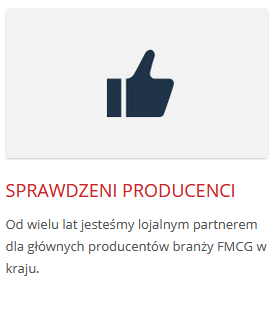 SPRAWDZENI PRODUCENCI
Od wielu lat jesteśmy lojalnym partnerem
dla głównych producentów branży FMCG w
kraju.